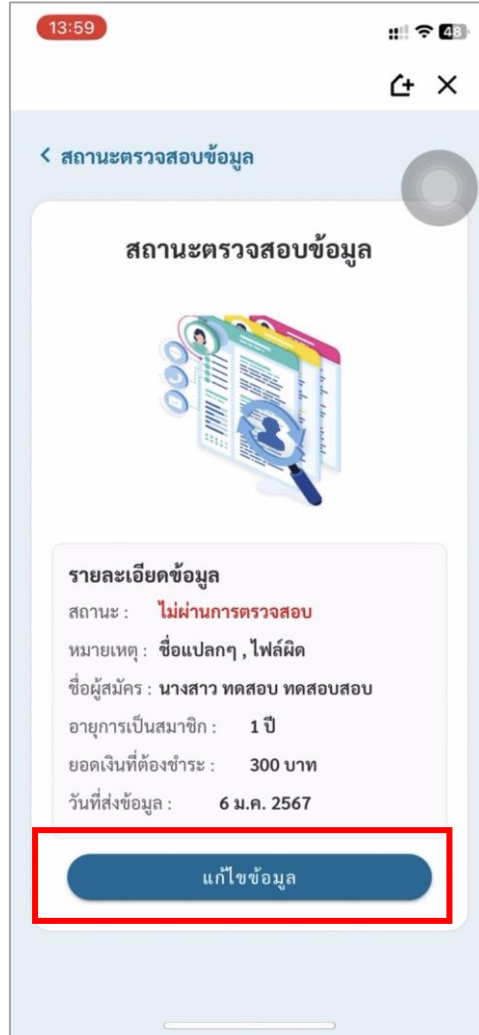 13:59
48
สถานะตรวจสอบข้อมูล
สถานะตรวจสอบข้อมูล
รายละเอียดข้อมูล
สถานะ : ไม่ผ่านการตรวจสอบ
หมายเหตุ : ชื่อแปลกๆ , ไฟล์ผิด
ชื่อผู้สมัคร : นางสาว ทดสอบ ทดสอบสอบ
อายุการเป็นสมาชิก : 1 ปี
ยอดเงินที่ต้องชำระ : 300 บาท
วันที่ส่งข้อมูล : 6 ม.ค. 2567
แก้ไขข้อมูล